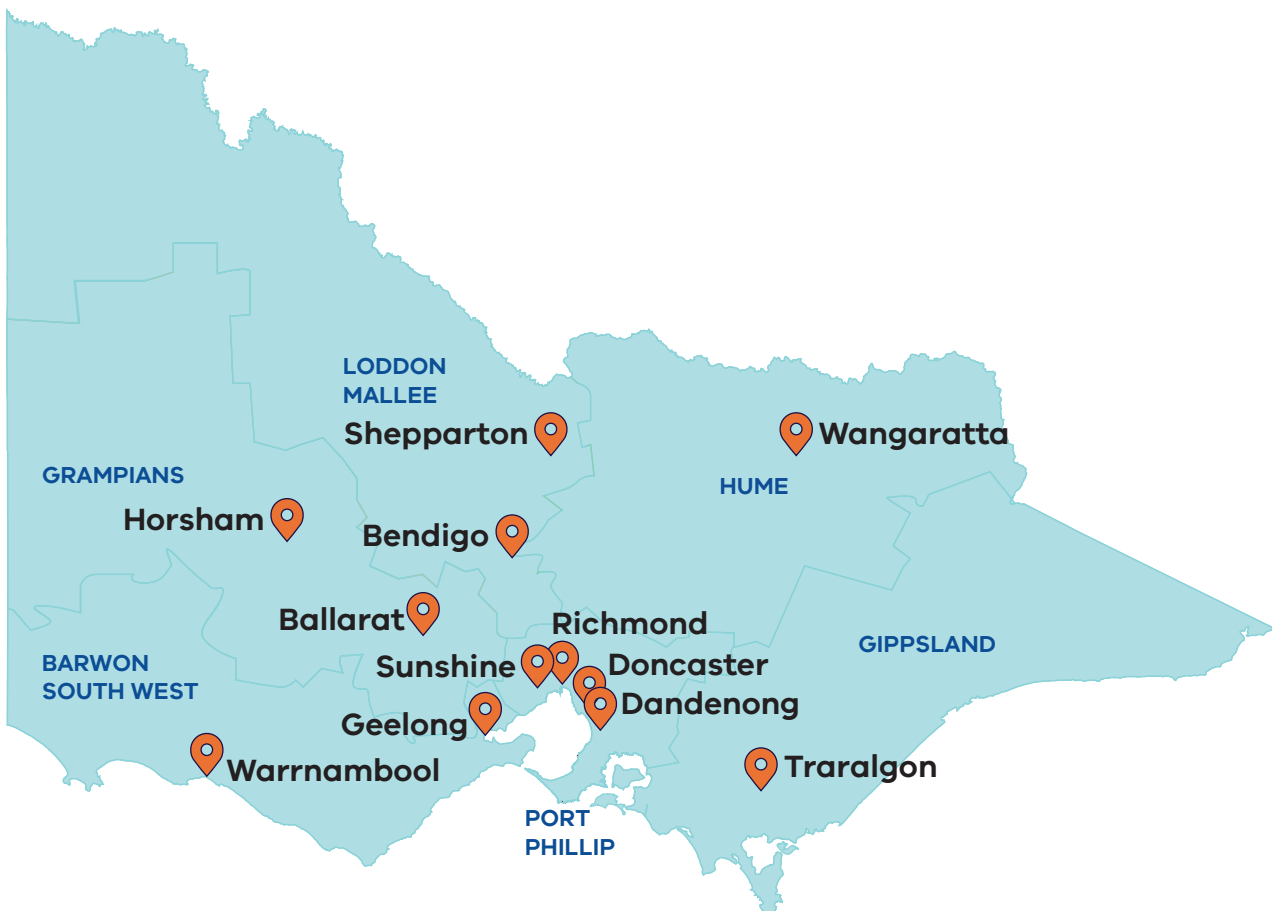 LODDON
MALLEE
Shepparton
Wangaratta
GRAMPIANS
HUME
Horsham
Bendigo
Ballarat
Richmond
GIPPSLAND
BARWON
SOUTH WEST
Sunshine
Doncaster
Dandenong
Geelong
Warrnambool
Traralgon
PORT
PHILLIP